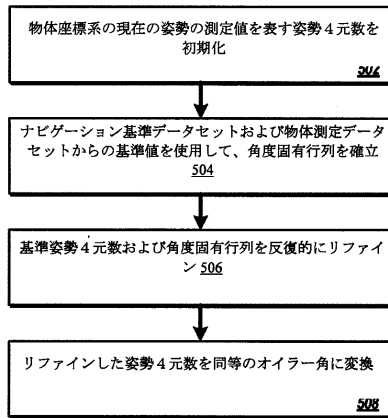 物体座標系の現在の姿勢の測定値を表す姿勢４元数を
初期化
502
ナビゲーション基準データセットおよび物体測定データ
セットからの基準値を使用して、角度固有行列を確立
504
基準姿勢４元数および角度固有行列を反復的にリファイ
ン 506
リファインした姿勢４元数を同等のオイラー角に変換
508